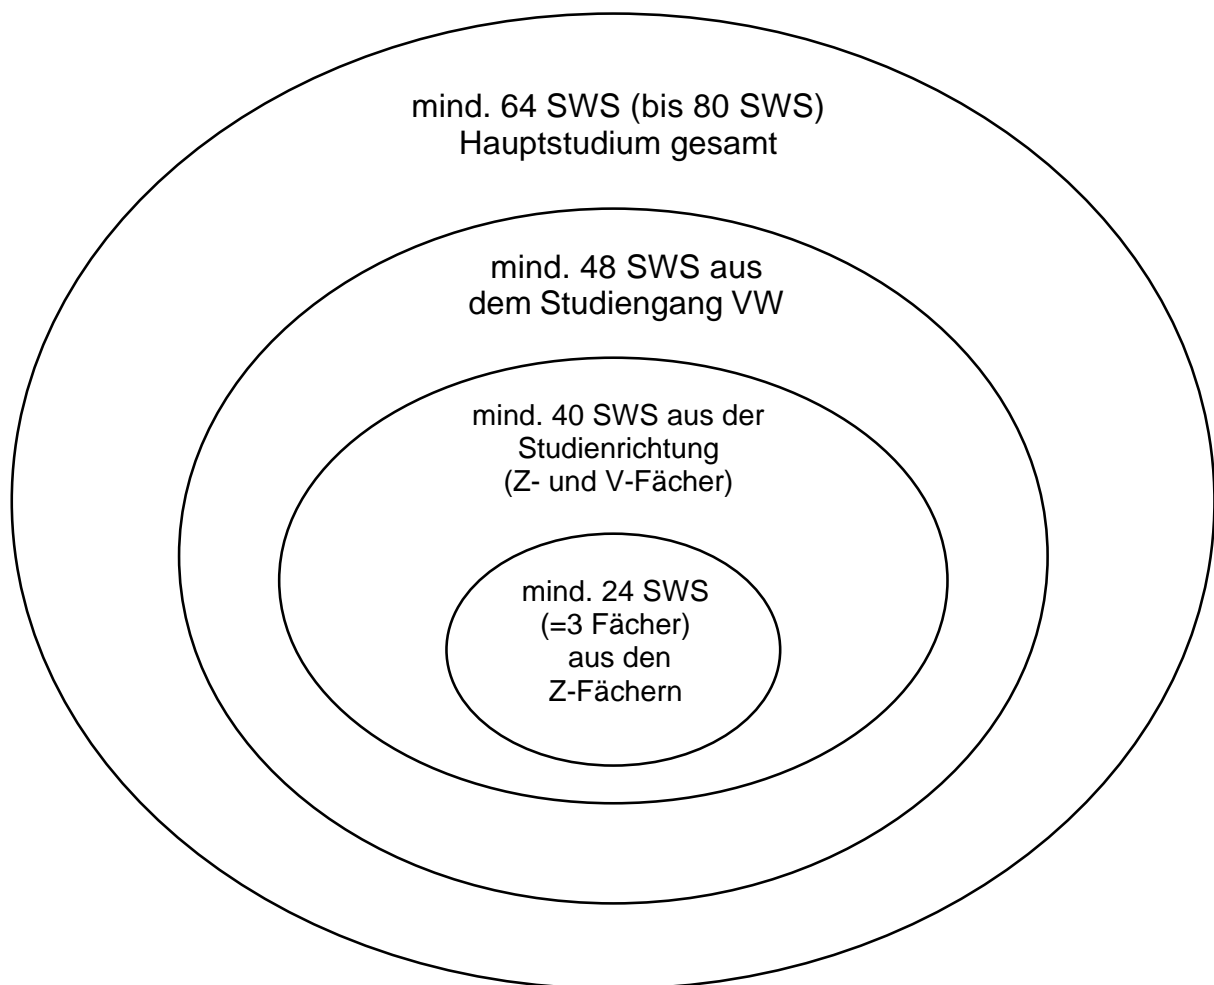 mind. 64 SWS (bis 80 SWS)
Hauptstudium gesamt
mind. 48 SWS aus
dem Studiengang VW
mind. 40 SWS aus der
Studienrichtung
(Z- und V-Fächer)
mind. 24 SWS
(=3 Fächer)
aus den
Z-Fächern